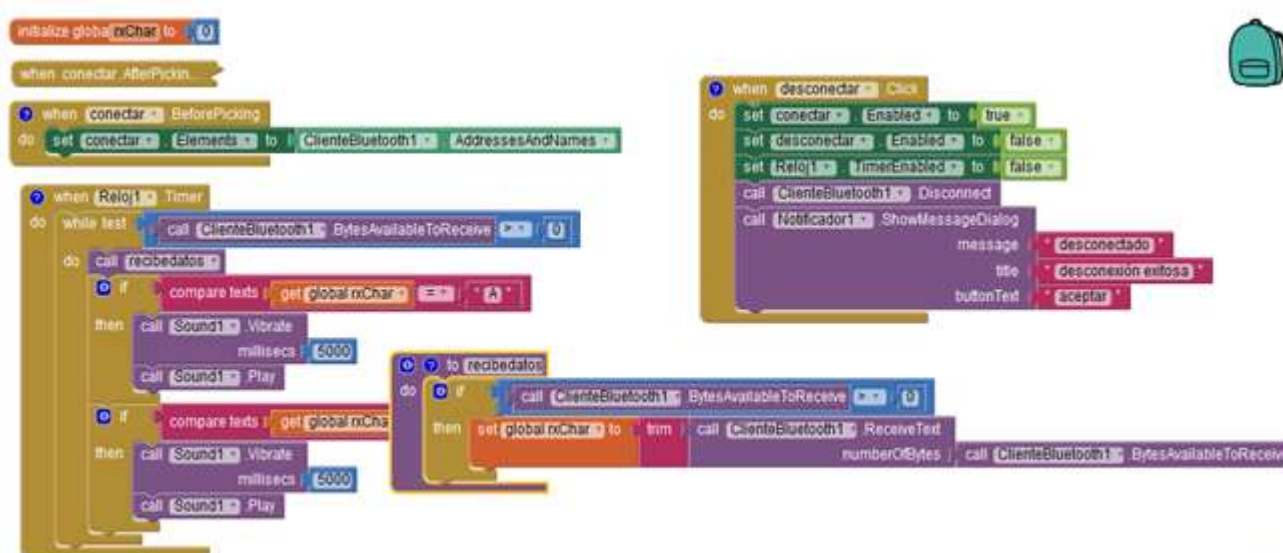 initialize global rxChar to 0
when conectar .AfterPickin...
when conectar .BeforePicking
do set conectar . Elements to ClienteBluetooth1 . AddressesAndNames
when Reloj1 .Timer
do while test call ClienteBluetooth1 .BytesAvailableToReceive > 0
do call recibedatos
if compare texts get global rxChar = " A "
then call Sound1 .Vibrate
millisecs 5000
call Sound1 .Play
if compare texts get global rxCha
then call Sound1 .Vibrate
millisecs 5000
call Sound1 .Play
to recibedatos
do if call ClienteBluetooth1 .BytesAvailableToReceive > 0
then set global rxChar to trim call ClienteBluetooth1 .ReceiveText
numberOfBytes call ClienteBluetooth1 .BytesAvailableToReceive
when desconectar .Click
do set conectar . Enabled to true
set desconectar . Enabled to false
set Reloj1 . TimerEnabled to false
call ClienteBluetooth1 .Disconnect
call Notificador1 .ShowMessageDialog
message " desconectado "
title " desconexión exitosa "
buttonText " aceptar "